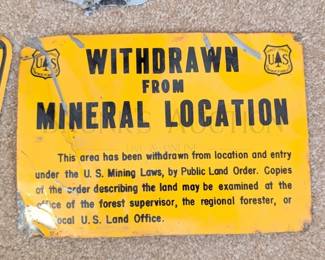 U S
U S
WITHDRAWN
FROM
MINERAL LOCATION
This area has been withdrawn from location and entry
under the U.S. Mining Laws, by Public Land Order. Copies
of the order describing the land may be examined at the
office of the forest supervisor, the regional forester, or
local U.S. Land Office.